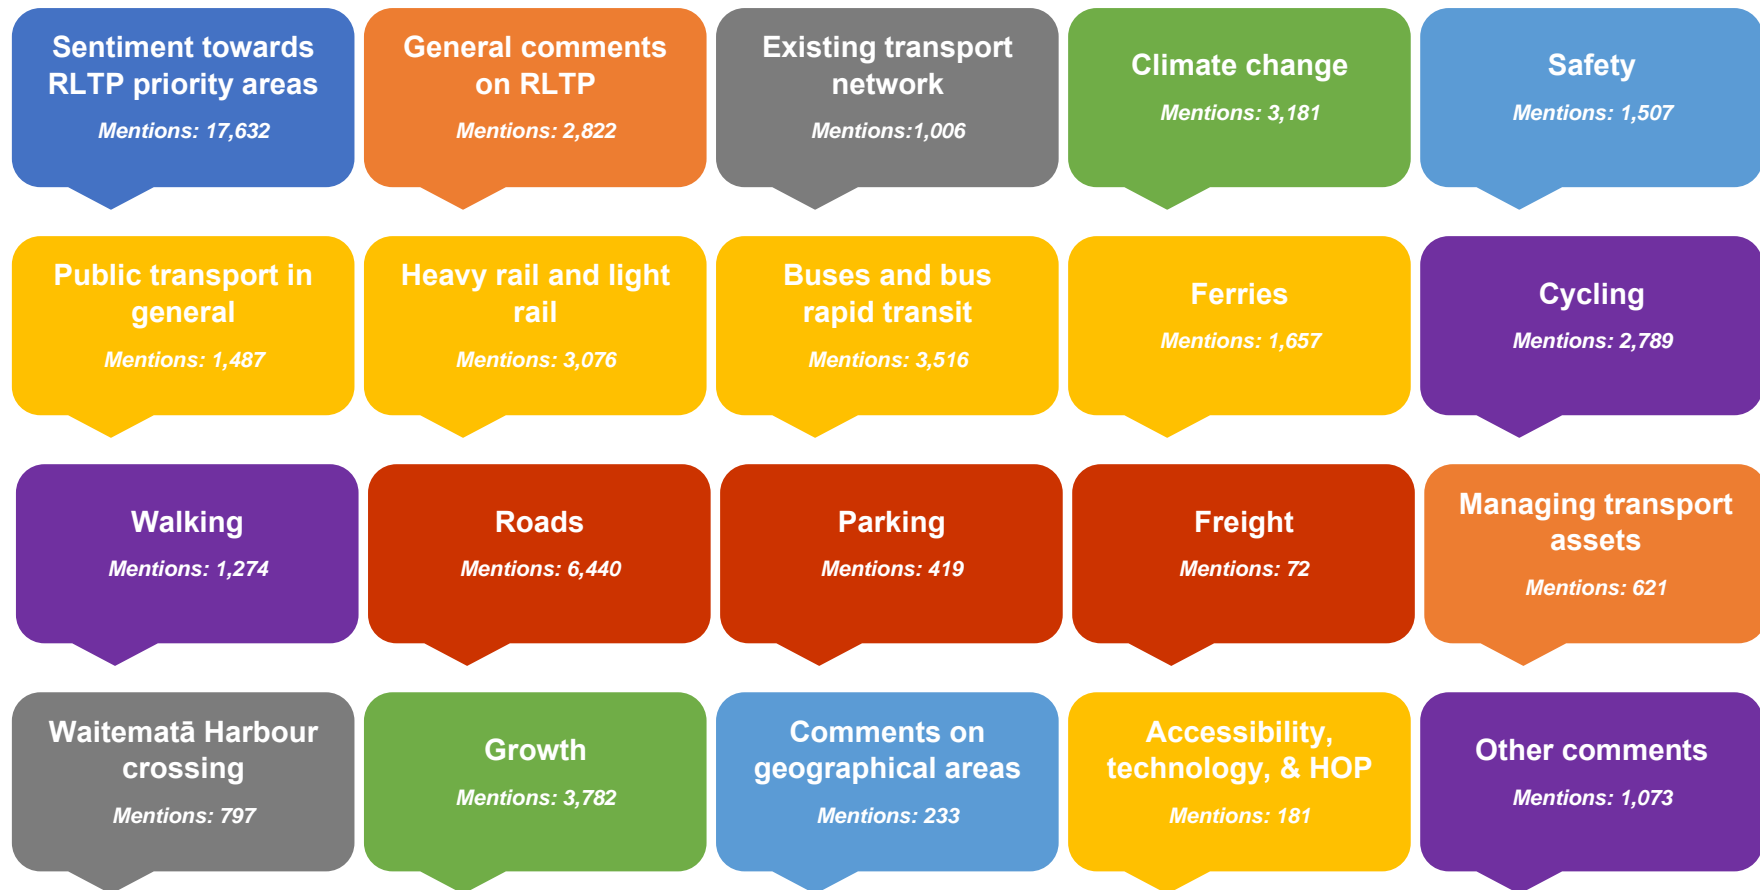 Sentiment towards
RLTP priority areas
Mentions: 17,632
General comments
on RLTP
Mentions: 2,822
Existing transport
network
Mentions:1,006
Climate change
Mentions: 3,181
Safety
Mentions: 1,507
Public transport in
general
Mentions: 1,487
Heavy rail and light
rail
Mentions: 3,076
Buses and bus
rapid transit
Mentions: 3,516
Ferries
Mentions: 1,657
Cycling
Mentions: 2,789
Walking
Mentions: 1,274
Roads
Mentions: 6,440
Parking
Mentions: 419
Freight
Mentions: 72
Managing transport
assets
Mentions: 621
Waitematā Harbour
crossing
Mentions: 797
Growth
Mentions: 3,782
Comments on
geographical areas
Mentions: 233
Accessibility,
technology, & HOP
Mentions: 181
Other comments
Mentions: 1,073